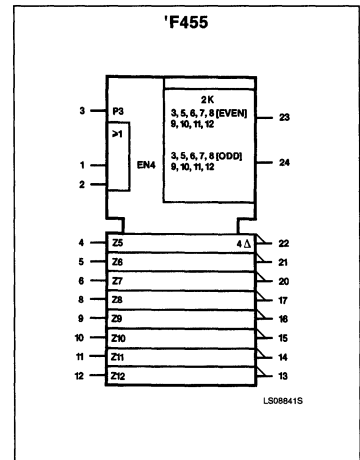 'F455
2K
3 P3 3, 5, 6, 7, 8 [EVEN] 23
9, 10, 11, 12
≥1
1 EN4 3, 5, 6, 7, 8 [ODD] 24
2 9, 10, 11, 12
4 Z5 4 Δ 22
5 Z6 21
6 Z7 20
8 Z8 17
9 Z9 16
10 Z10 15
11 Z11 14
12 Z12 13
LS08841S